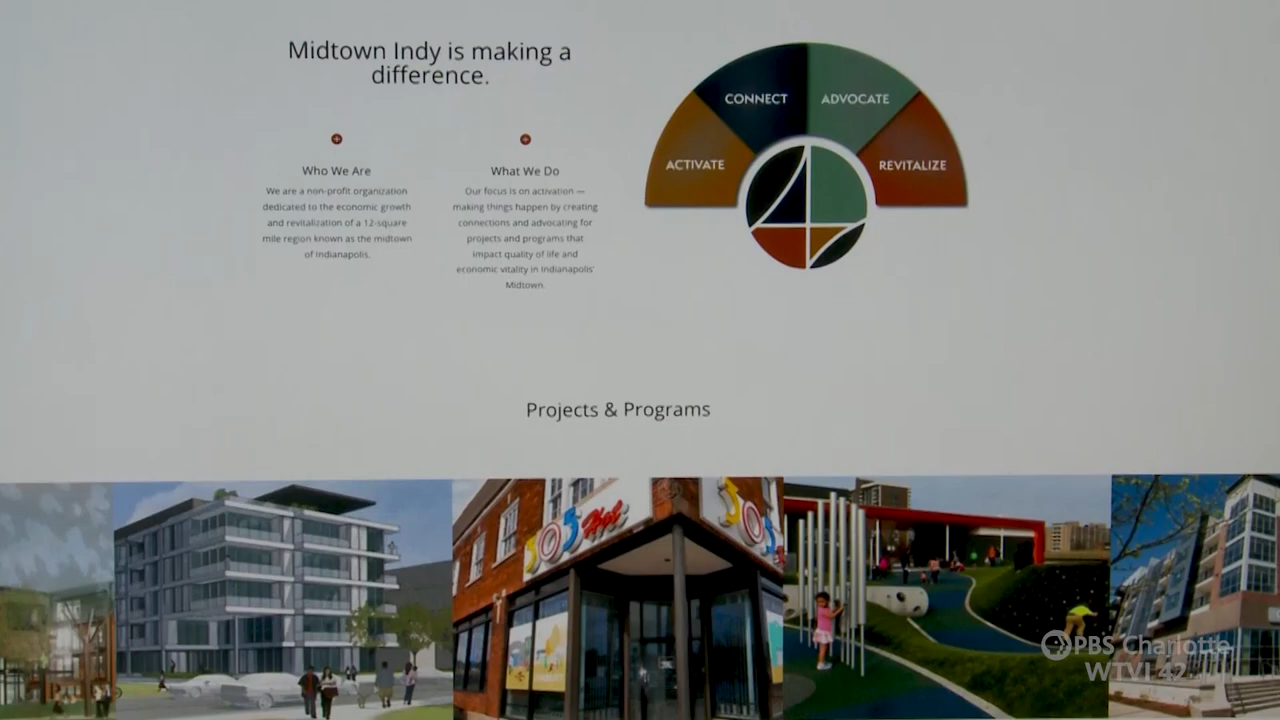 Midtown Indy is making a
difference.
Who We Are
We are a non-profit organization
dedicated to the economic growth
and revitalization of a 12-square
mile region known as the midtown
of Indianapolis.
What We Do
Our focus is on activation —
making things happen by creating
connections and advocating for
projects and programs that
impact quality of life and
economic vitality in Indianapolis'
Midtown.
ACTIVATE
CONNECT
ADVOCATE
REVITALIZE
Projects & Programs
PBS Charlotte